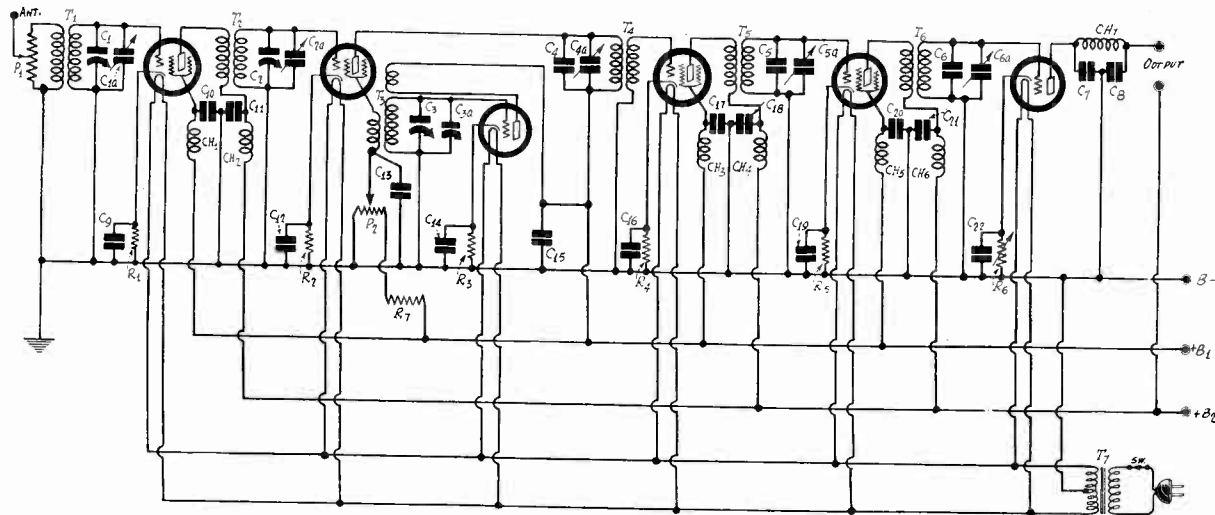 ANT.
P1
T1
C1
C1a
T2
C2
C2a
C10
C11
CH1
CH2
C9
R1
C12
R2
T3
C3
C3a
C13
P2
R7
C14
R3
C15
C4
C4a
T4
C16
R4
C17
C18
CH3
CH4
T5
C5
C5a
C19
R5
C20
C21
CH5
CH6
T6
C6
C6a
C22
R6
CH7
C7
C8
OUTPUT
B-
+B1
+B2
T7
SW.